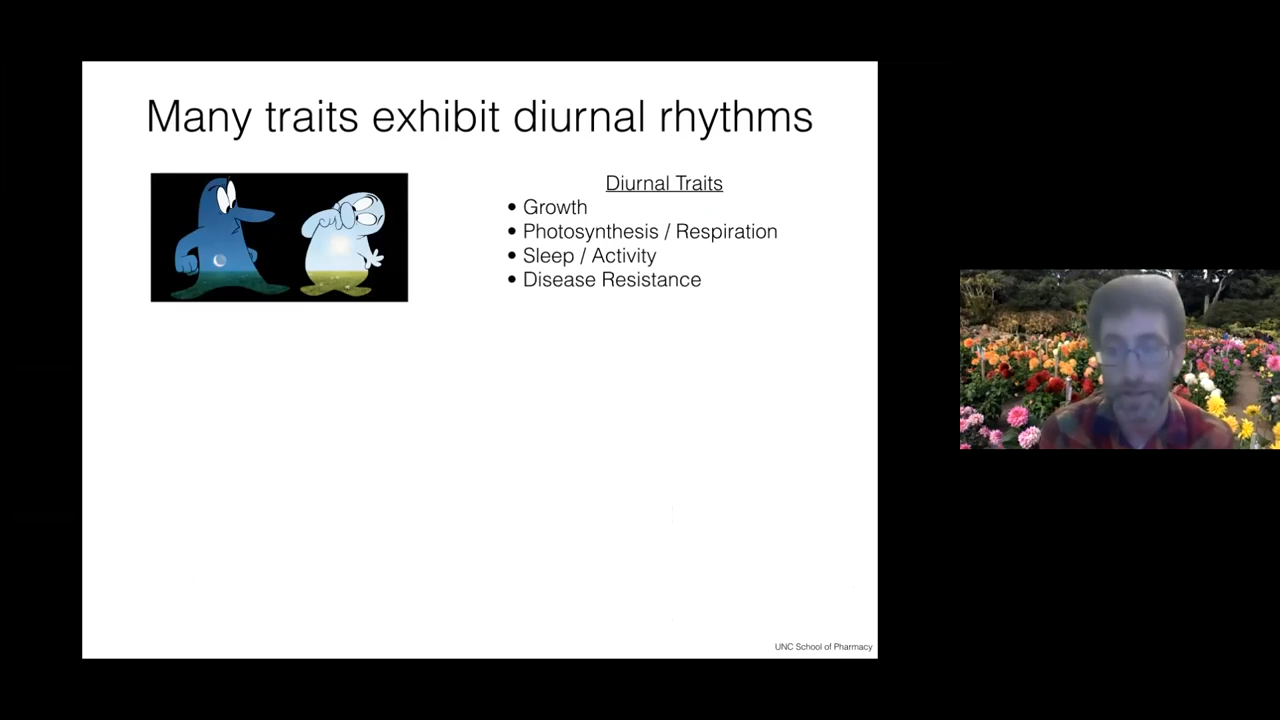 Many traits exhibit diurnal rhythms
Diurnal Traits
• Growth
• Photosynthesis / Respiration
• Sleep / Activity
• Disease Resistance
UNC School of Pharmacy